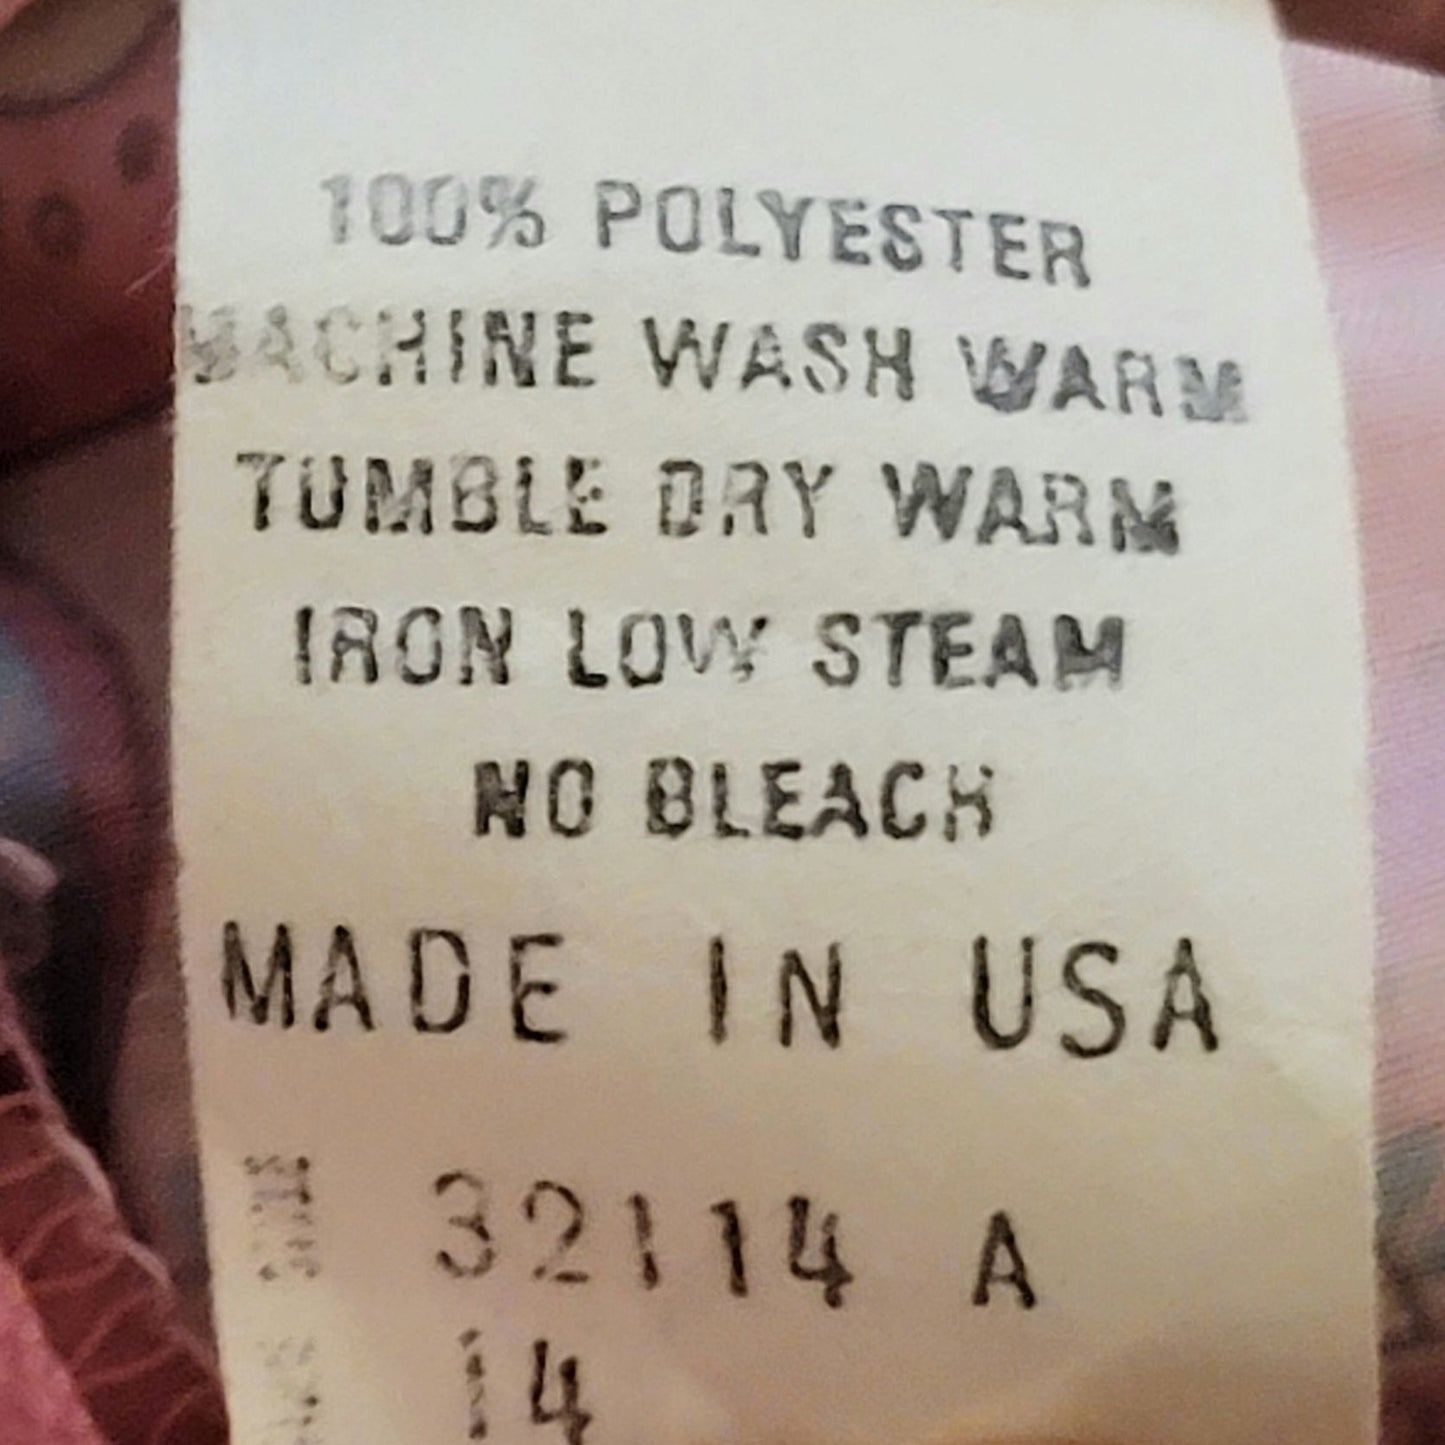 100% POLYESTER
MACHINE WASH WARM
TUMBLE DRY WARM
IRON LOW STEAM
NO BLEACH
MADE IN USA
32114 A
14